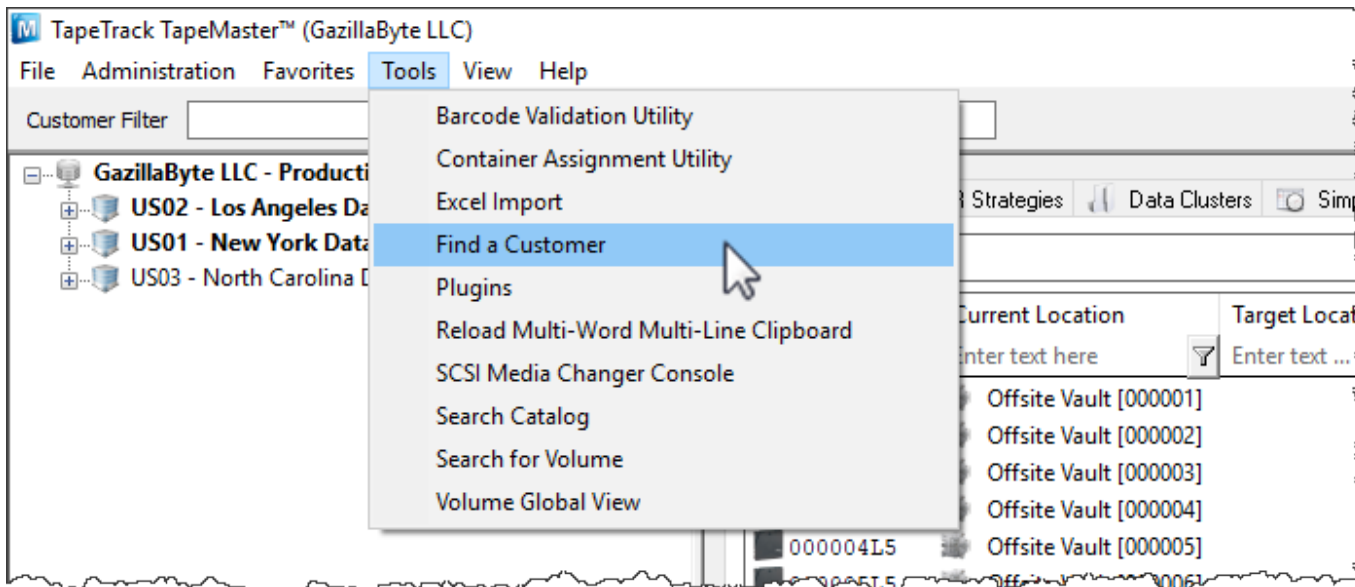 TapeTrack TapeMaster™ (GazillaByte LLC)
File Administration Favorites Tools View Help
Customer Filter
Barcode Validation Utility
Container Assignment Utility
Excel Import
Find a Customer
Plugins
Reload Multi-Word Multi-Line Clipboard
SCSI Media Changer Console
Search Catalog
Search for Volume
Volume Global View
GazillaByte LLC - Producti
US02 - Los Angeles Da
US01 - New York Data
US03 - North Carolina
Strategies Data Clusters Sim
Current Location Target Locat
Enter text here Enter text ...
Offsite Vault [000001]
Offsite Vault [000002]
Offsite Vault [000003]
Offsite Vault [000004]
000004L5 Offsite Vault [000005]